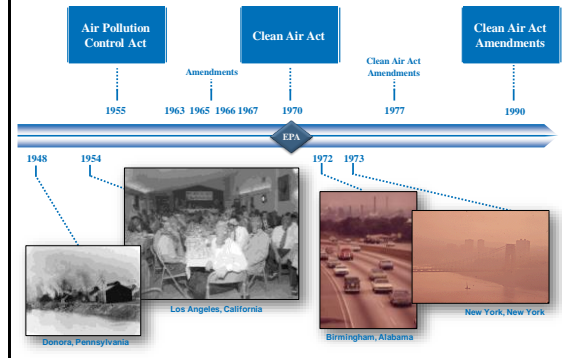 Air Pollution
Control Act
Clean Air Act
Clean Air Act
Amendments
Amendments
Clean Air Act
Amendments
1955
1963 1965 1966 1967
1970
1977
1990
EPA
1948
1954
1972
1973
Los Angeles, California
New York, New York
Donora, Pennsylvania
Birmingham, Alabama